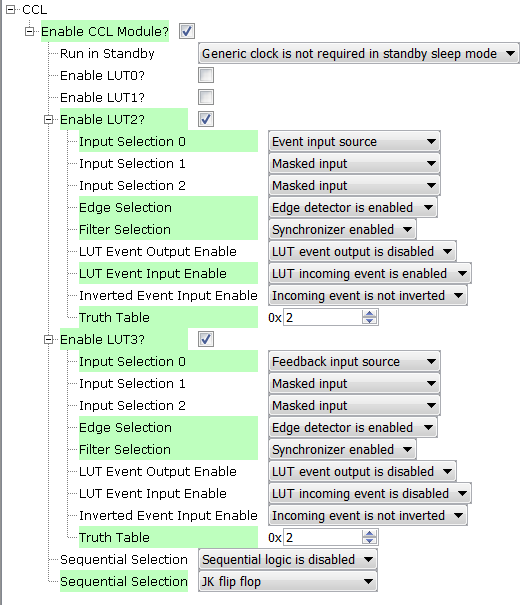 CCL
Enable CCL Module?
Run in Standby Generic clock is not required in standby sleep mode
Enable LUT0?
Enable LUT1?
Enable LUT2?
Input Selection 0 Event input source
Input Selection 1 Masked input
Input Selection 2 Masked input
Edge Selection Edge detector is enabled
Filter Selection Synchronizer enabled
LUT Event Output Enable LUT event output is disabled
LUT Event Input Enable LUT incoming event is enabled
Inverted Event Input Enable Incoming event is not inverted
Truth Table 0x 2
Enable LUT3?
Input Selection 0 Feedback input source
Input Selection 1 Masked input
Input Selection 2 Masked input
Edge Selection Edge detector is enabled
Filter Selection Synchronizer enabled
LUT Event Output Enable LUT event output is disabled
LUT Event Input Enable LUT incoming event is disabled
Inverted Event Input Enable Incoming event is not inverted
Truth Table 0x 2
Sequential Selection Sequential logic is disabled
Sequential Selection JK flip flop